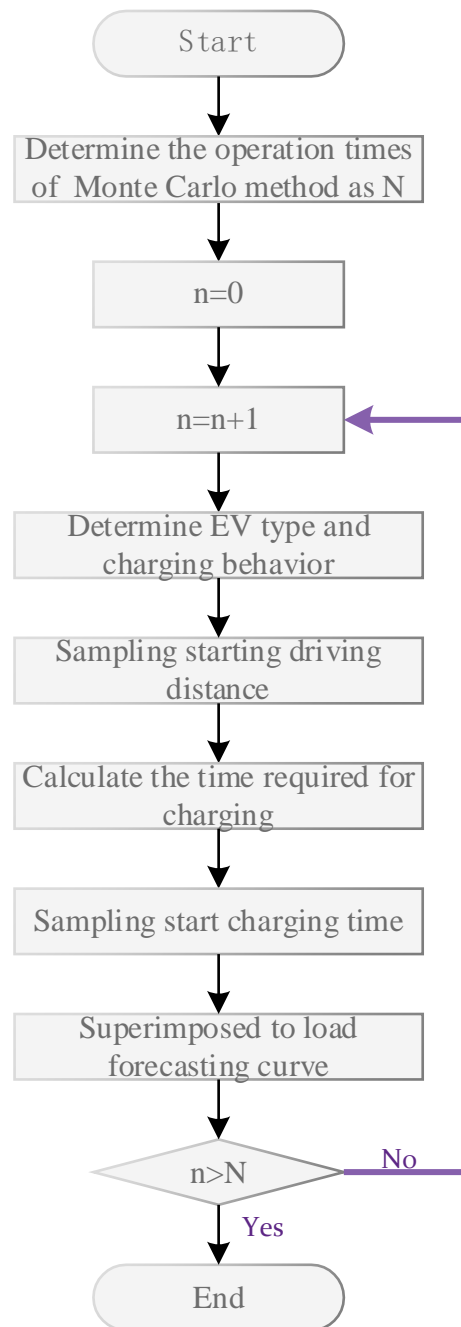 Start
Determine the operation times
of Monte Carlo method as N
n=0
n=n+1
Determine EV type and
charging behavior
Sampling starting driving
distance
Calculate the time required for
charging
Sampling start charging time
Superimposed to load
forecasting curve
n>N
No
Yes
End